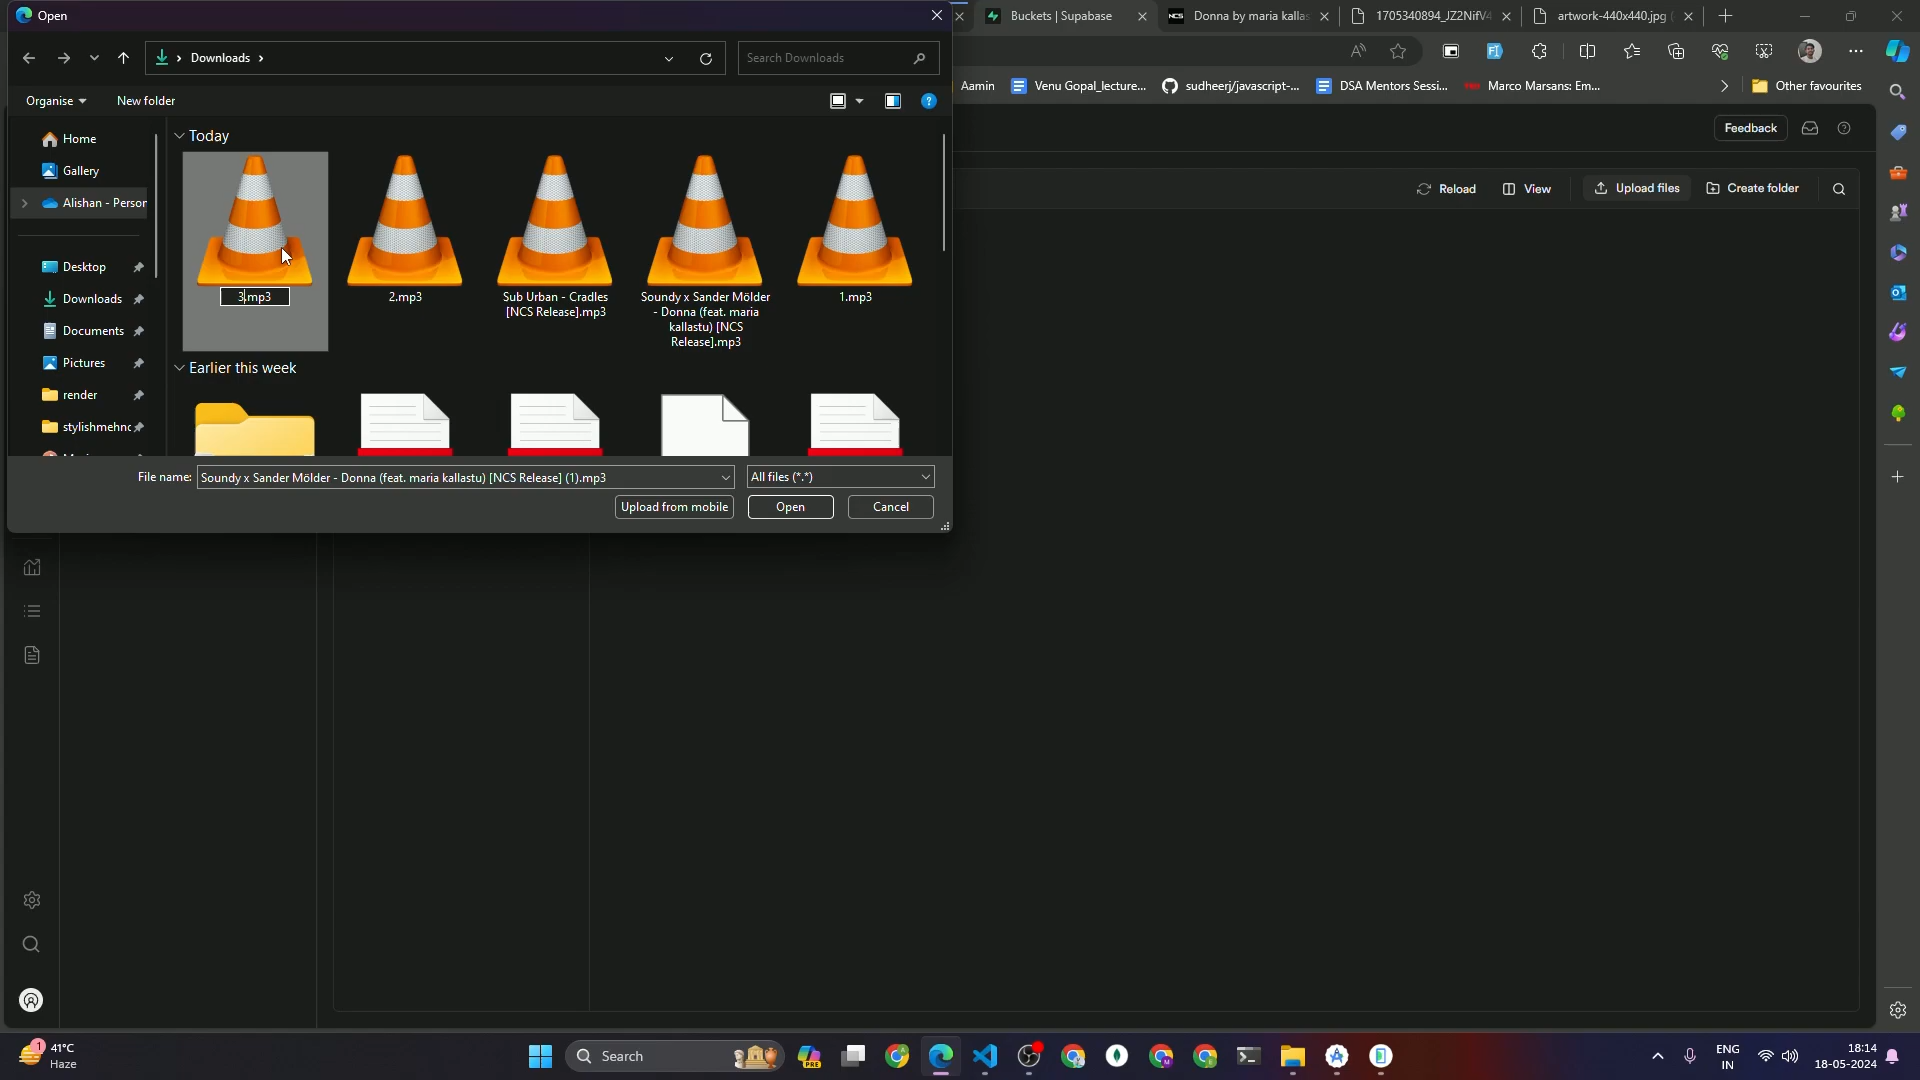 Open
Buckets | Supabase
Donna by maria kallas
1705340894_JZ2NifV4
artwork-440x440.jpg (
Downloads
Search Downloads
Aamin
Venu Gopal_lecture...
sudheerj/javascript-...
DSA Mentors Sessi...
Marco Marsans: Em...
Other favourites
Organise
New folder
Feedback
Home
Today
Gallery
Reload
View
Upload files
Create folder
Alishan - Person
Desktop
Downloads
Documents
Pictures
render
stylishmehnd
3.mp3
2.mp3
Sub Urban - Cradles
[NCS Release].mp3
Soundy x Sander Mölder
- Donna (feat. maria
kallastu) [NCS
Release].mp3
1.mp3
Earlier this week
File name:
Soundy x Sander Mölder - Donna (feat. maria kallastu) [NCS Release] (1).mp3
All files (*.*)
Upload from mobile
Open
Cancel
1
41°C
Haze
Search
PRE
ENG
IN
18:14
18-05-2024